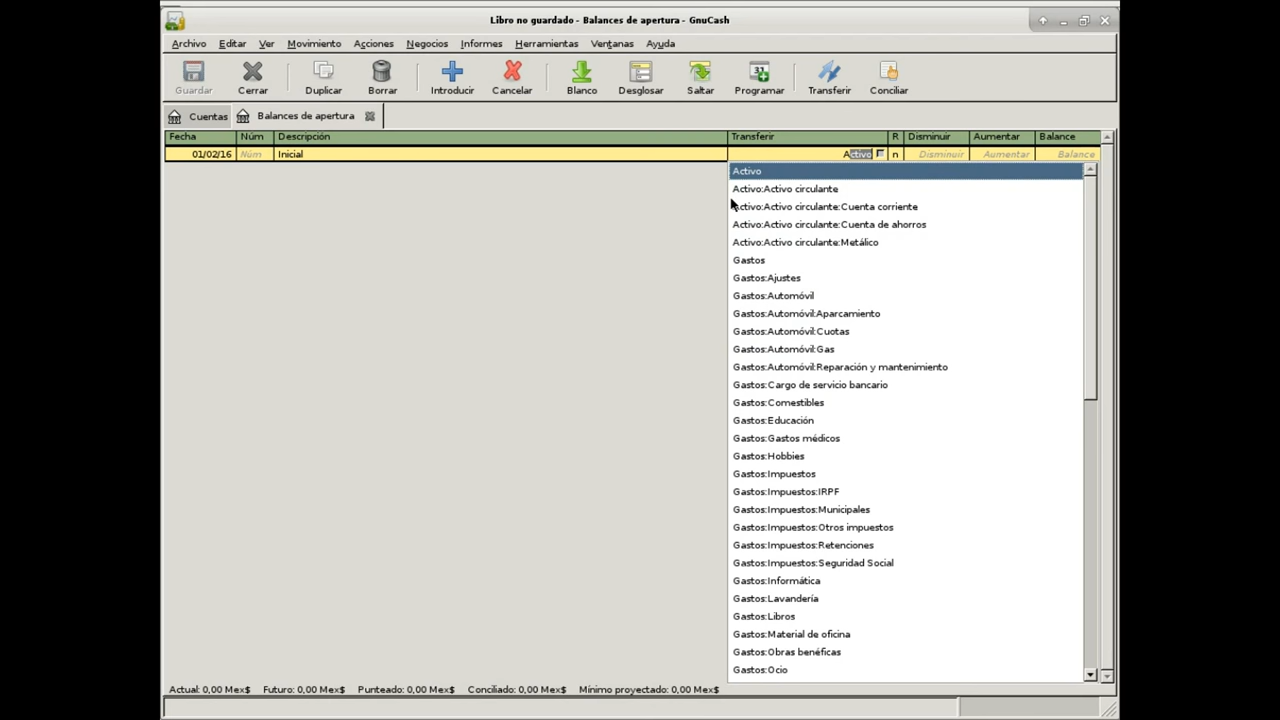 Libro no guardado - Balances de apertura - GnuCash
Archivo Editar Ver Movimiento Acciones Negocios Informes Herramientas Ventanas Ayuda
Guardar Cerrar Duplicar Borrar Introducir Cancelar Blanco Desglosar Saltar Programar Transferir Conciliar
Cuentas Balances de apertura
Fecha Núm Descripción Transferir R Disminuir Aumentar Balance
01/02/16 Núm Inicial Activo n Disminuir Aumentar Balance
Activo
Activo:Activo circulante
Activo:Activo circulante:Cuenta corriente
Activo:Activo circulante:Cuenta de ahorros
Activo:Activo circulante:Metálico
Gastos
Gastos:Ajustes
Gastos:Automóvil
Gastos:Automóvil:Aparcamiento
Gastos:Automóvil:Cuotas
Gastos:Automóvil:Gas
Gastos:Automóvil:Reparación y mantenimiento
Gastos:Cargo de servicio bancario
Gastos:Comestibles
Gastos:Educación
Gastos:Gastos médicos
Gastos:Hobbies
Gastos:Impuestos
Gastos:Impuestos:IRPF
Gastos:Impuestos:Municipales
Gastos:Impuestos:Otros impuestos
Gastos:Impuestos:Retenciones
Gastos:Impuestos:Seguridad Social
Gastos:Informática
Gastos:Lavandería
Gastos:Libros
Gastos:Material de oficina
Gastos:Obras benéficas
Gastos:Ocio
Actual: 0,00 Mex$ Futuro: 0,00 Mex$ Punteado: 0,00 Mex$ Conciliado: 0,00 Mex$ Mínimo proyectado: 0,00 Mex$